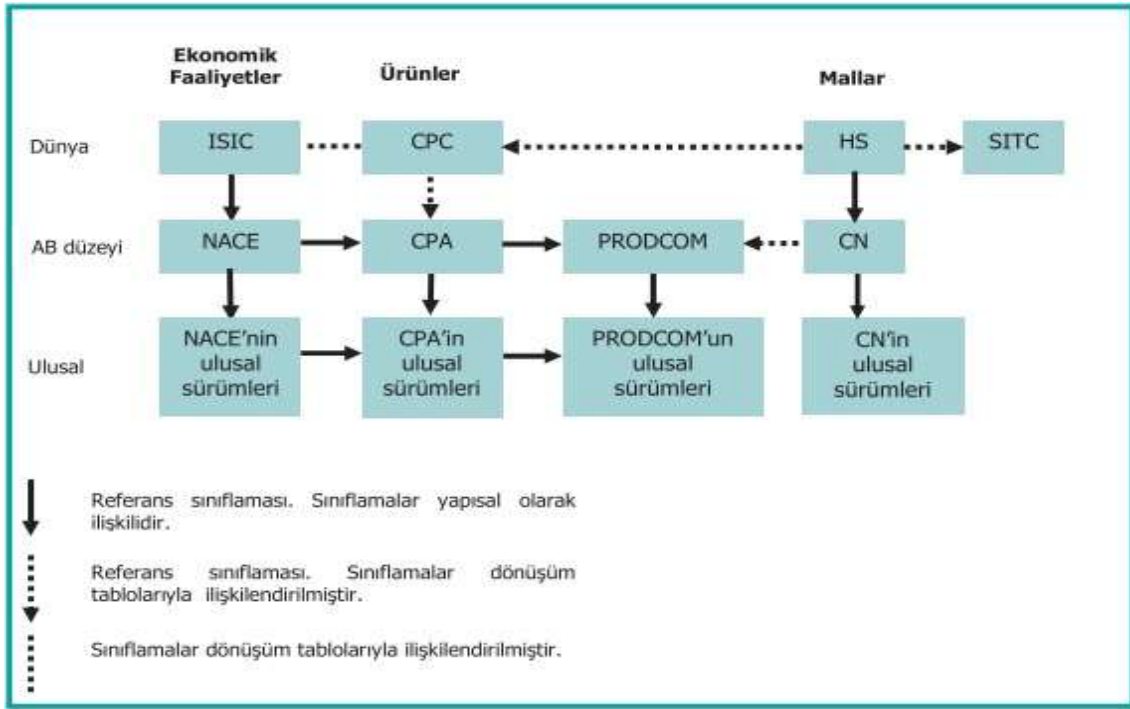 Ekonomik
Faaliyetler
Ürünler
Mallar
Dünya
ISIC
CPC
HS
SITC
AB düzeyi
NACE
CPA
PRODCOM
CN
Ulusal
NACE'nin
ulusal
sürümleri
CPA'in
ulusal
sürümleri
PRODCOM'un
ulusal
sürümleri
CN'in
ulusal
sürümleri
Referans sınıflaması. Sınıflamalar yapısal olarak
ilişkilidir.
Referans sınıflaması. Sınıflamalar dönüşüm
tablolarıyla ilişkilendirilmiştir.
Sınıflamalar dönüşüm tablolarıyla ilişkilendirilmiştir.